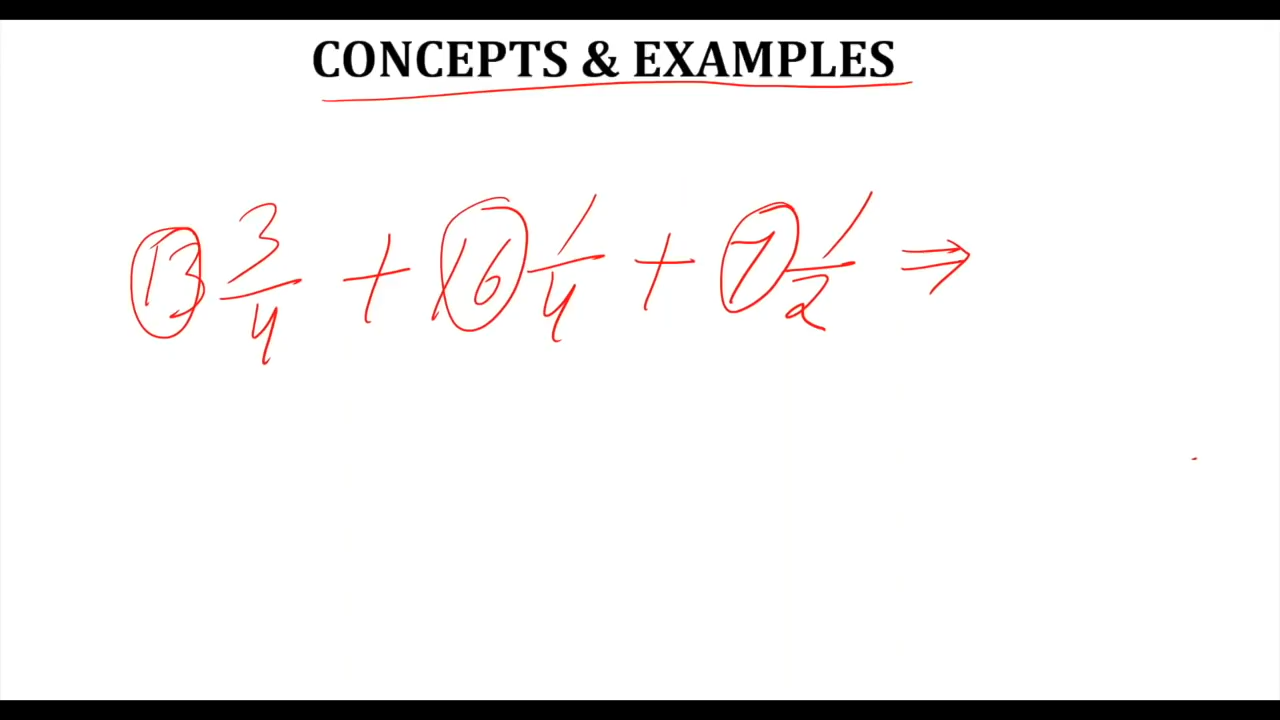 CONCEPTS & EXAMPLES
13 3/4 + 16 1/4 + 7 1/2 ⇒